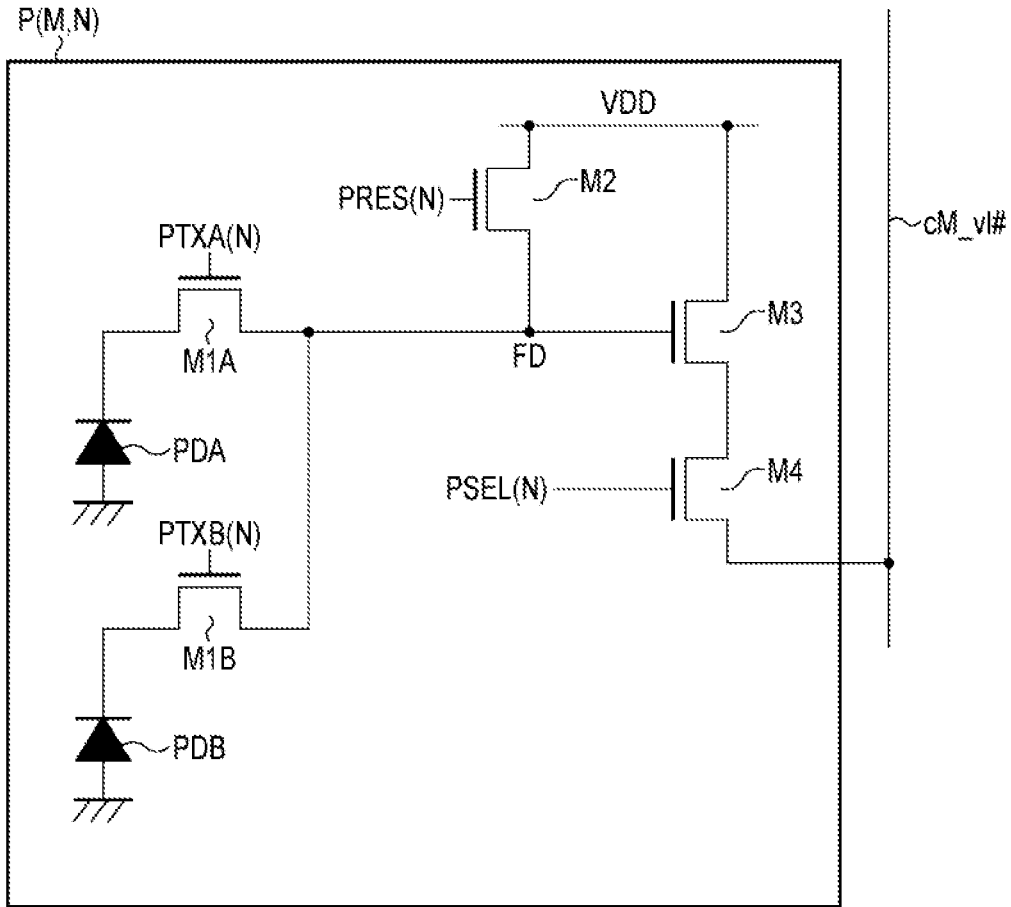 P(M,N)
VDD
M2
PRES(N)
cM_vl#
PTXA(N)
M3
M1A
FD
PDA
M4
PSEL(N)
PTXB(N)
M1B
PDB